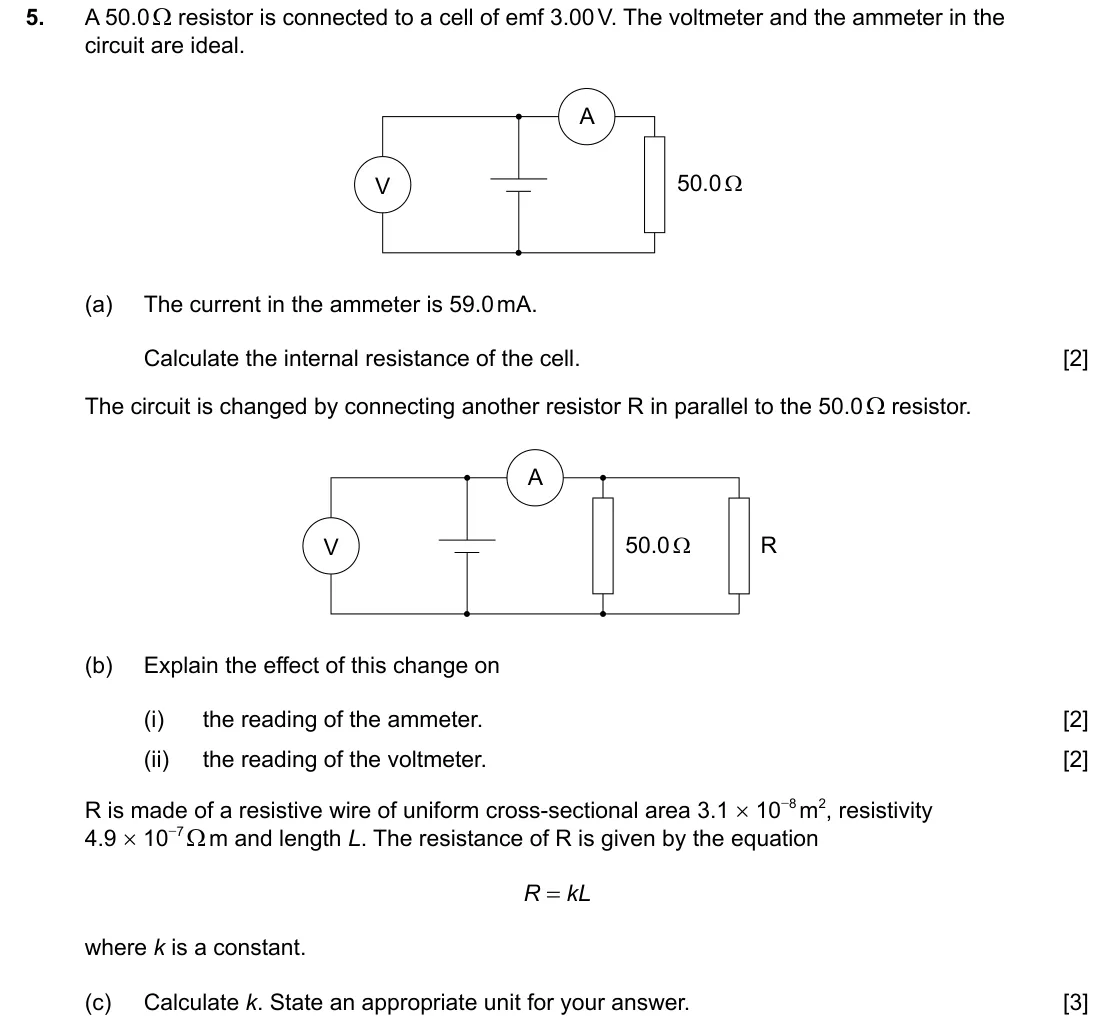 5. A 50.0 Ω resistor is connected to a cell of emf 3.00 V. The voltmeter and the ammeter in the
circuit are ideal.
A
V
50.0 Ω
(a) The current in the ammeter is 59.0 mA.
Calculate the internal resistance of the cell. [2]
The circuit is changed by connecting another resistor R in parallel to the 50.0 Ω resistor.
A
V
50.0 Ω
R
(b) Explain the effect of this change on
(i) the reading of the ammeter. [2]
(ii) the reading of the voltmeter. [2]
R is made of a resistive wire of uniform cross-sectional area 3.1 × 10⁻⁸ m², resistivity
4.9 × 10⁻⁷ Ω m and length L. The resistance of R is given by the equation
R = kL
where k is a constant.
(c) Calculate k. State an appropriate unit for your answer. [3]